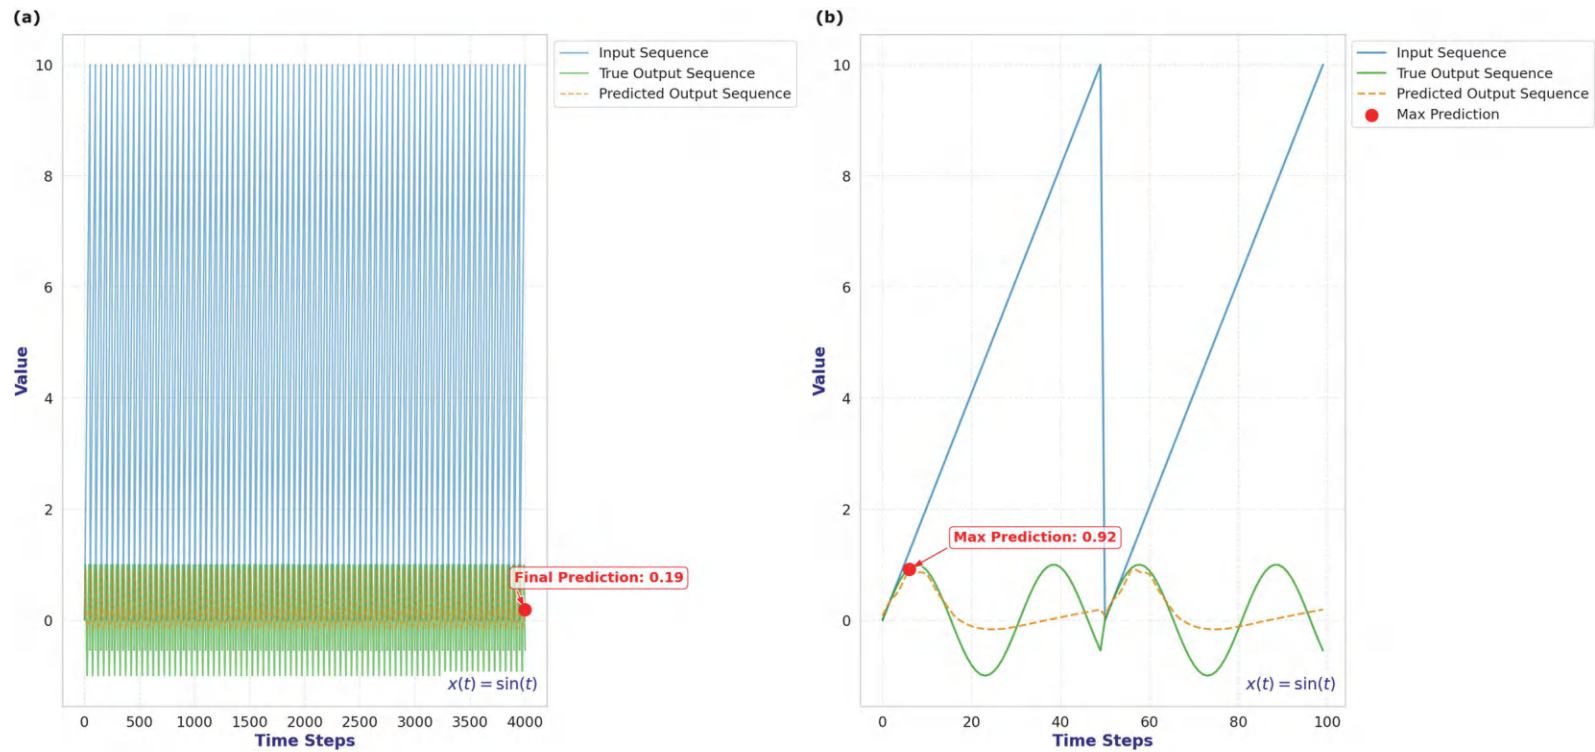 (a)
10
8
6
4
2
0
Value
0 500 1000 1500 2000 2500 3000 3500 4000
Time Steps
Input Sequence
True Output Sequence
Predicted Output Sequence
Final Prediction: 0.19
x(t) = sin(t)
(b)
10
8
6
4
2
0
Value
0 20 40 60 80 100
Time Steps
Input Sequence
True Output Sequence
Predicted Output Sequence
Max Prediction
Max Prediction: 0.92
x(t) = sin(t)